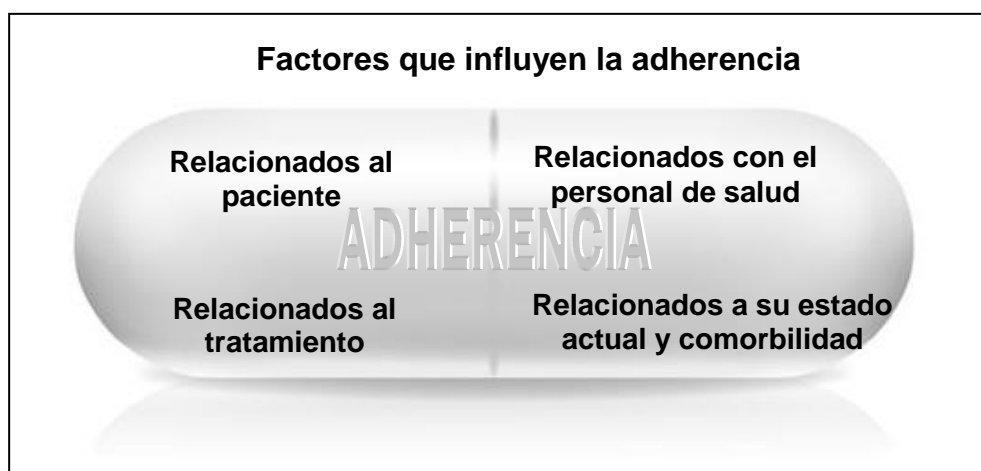 Factores que influyen la adherencia
Relacionados al
paciente
Relacionados con el
personal de salud
ADHERENCIA
Relacionados al
tratamiento
Relacionados a su estado
actual y comorbilidad